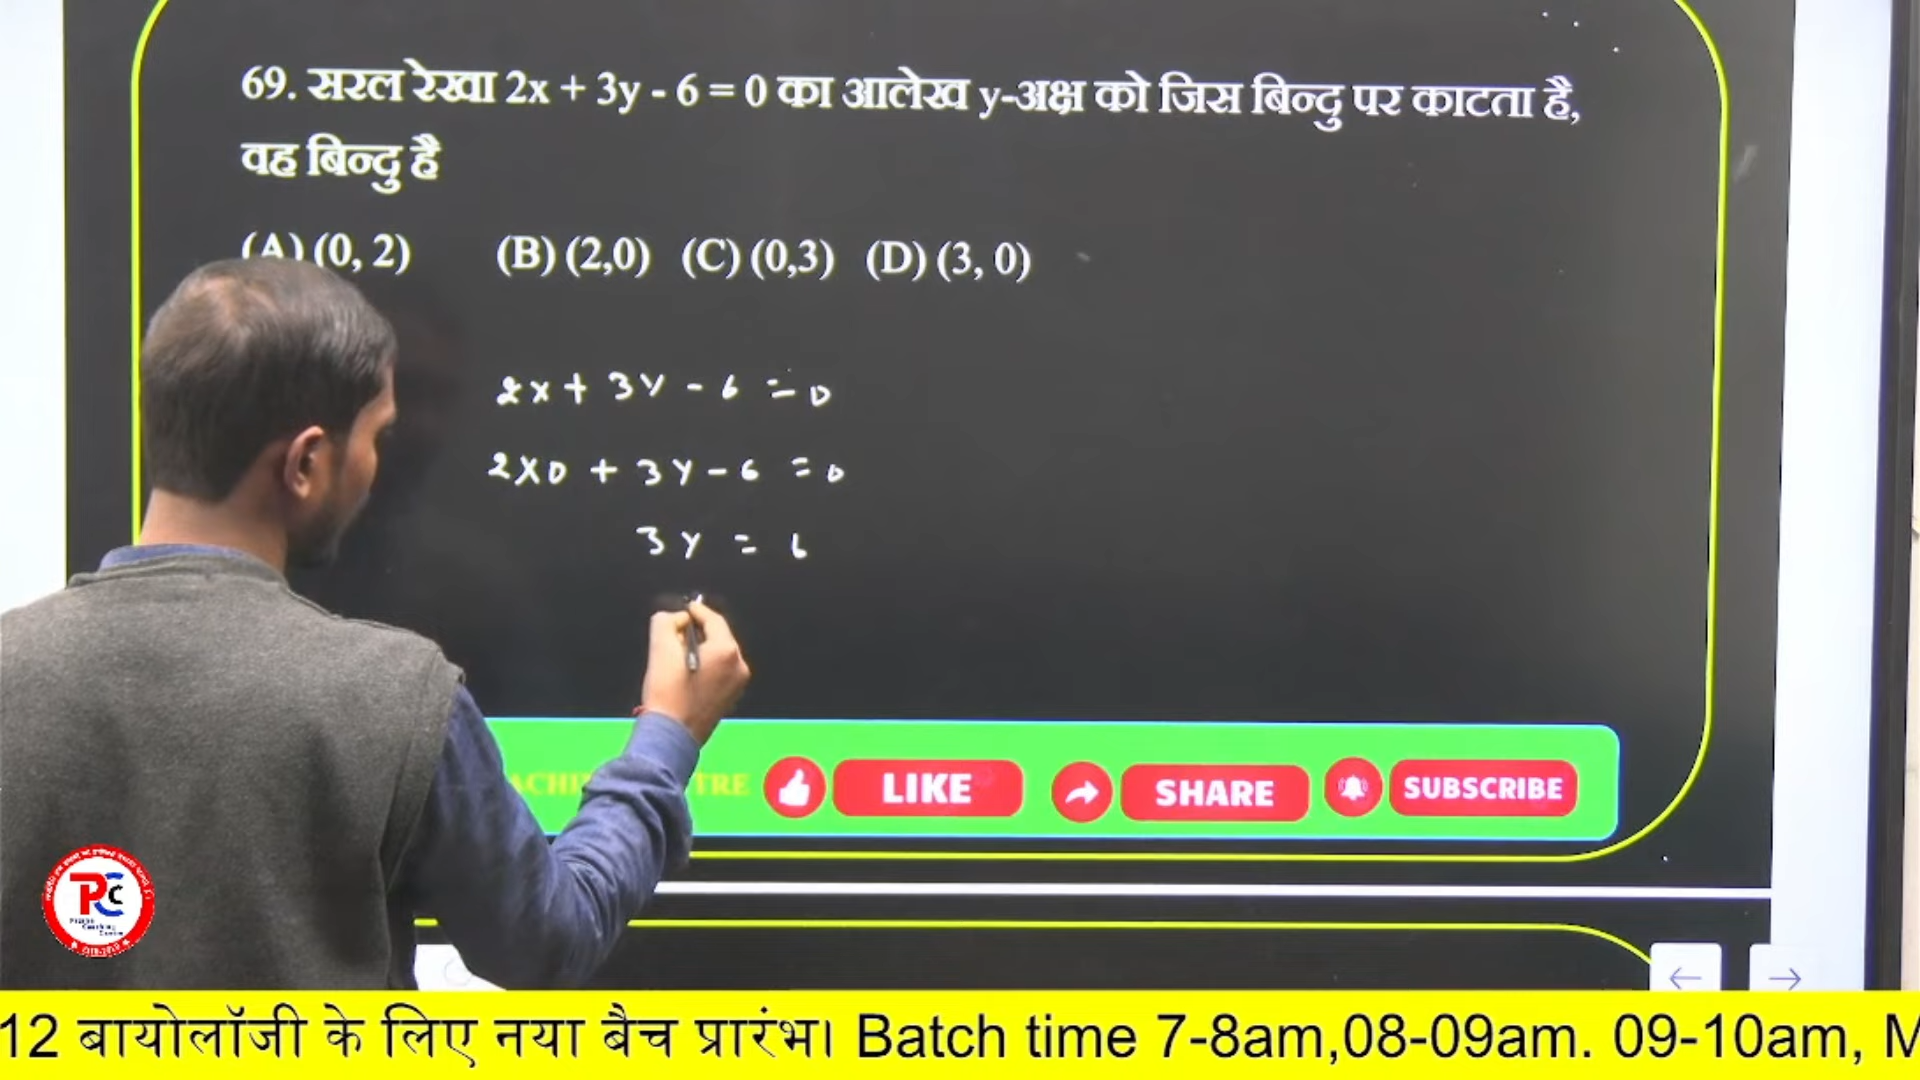 69. सरल रेखा 2x + 3y - 6 = 0 का आलेख y-अक्ष को जिस बिन्दु पर काटता है,
वह बिन्दु है
(A) (0, 2) (B) (2,0) (C) (0,3) (D) (3, 0)
2x + 3y - 6 = 0
2x0 + 3y - 6 = 0
3y = 6
LIKE SHARE SUBSCRIBE
TPCC
12 बायोलॉजी के लिए नया बैच प्रारंभ। Batch time 7-8am,08-09am. 09-10am, M